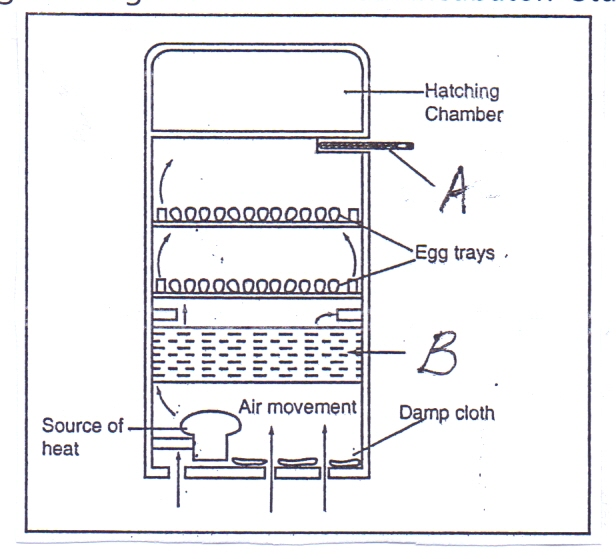 Hatching
Chamber
A
Egg trays
B
Air movement
Damp cloth
Source of
heat